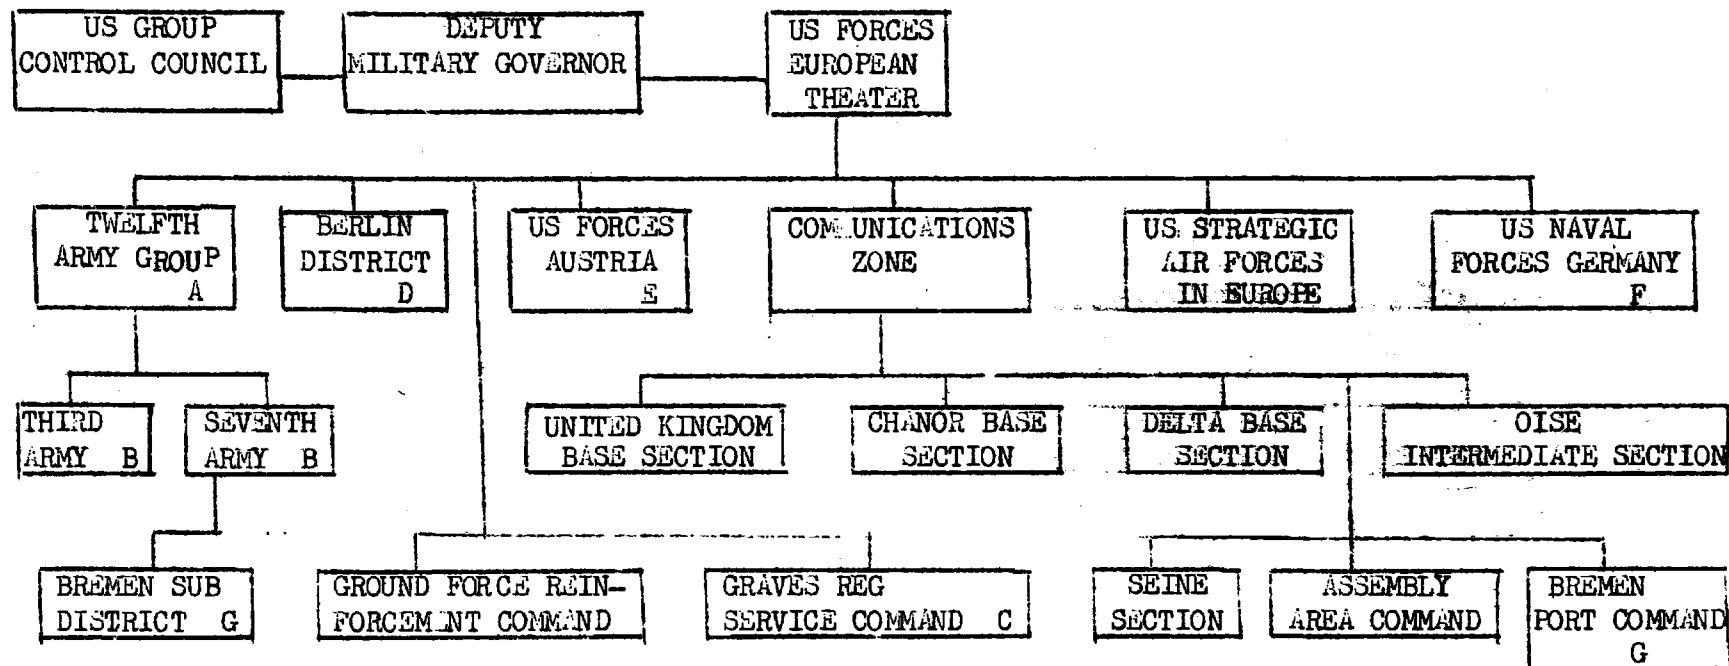 US GROUP
CONTROL COUNCIL
DEPUTY
MILITARY GOVERNOR
US FORCES
EUROPEAN
THEATER
TWELFTH
ARMY GROUP
A
BERLIN
DISTRICT
D
US FORCES
AUSTRIA
E
COMMUNICATIONS
ZONE
US STRATEGIC
AIR FORCES
IN EUROPE
US NAVAL
FORCES GERMANY
F
THIRD
ARMY B
SEVENTH
ARMY B
UNITED KINGDOM
BASE SECTION
CHANOR BASE
SECTION
DELTA BASE
SECTION
OISE
INTERMEDIATE SECTION
BREMEN SUB
DISTRICT G
GROUND FORCE REIN-
FORCEMENT COMMAND
GRAVES REG
SERVICE COMMAND C
SEINE
SECTION
ASSEMBLY
AREA COMMAND
BREMEN
PORT COMMAND
G